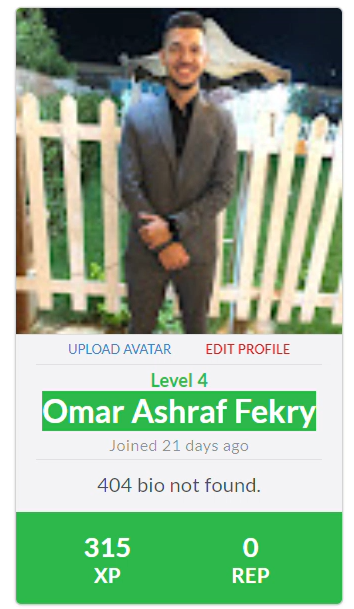 UPLOAD AVATAR EDIT PROFILE
Level 4
Omar Ashraf Fekry
Joined 21 days ago
404 bio not found.
315 0
XP REP